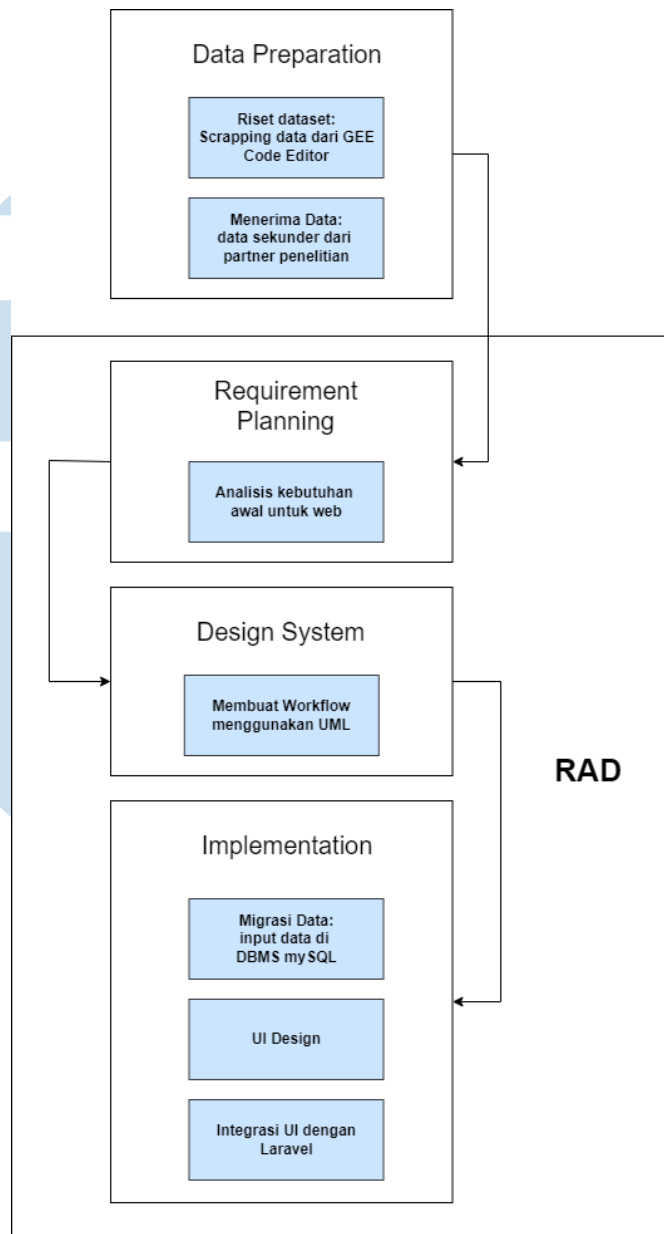 Data Preparation
Riset dataset:
Scrapping data dari GEE
Code Editor
Menerima Data:
data sekunder dari
partner penelitian
Requirement
Planning
Analisis kebutuhan
awal untuk web
Design System
Membuat Workflow
menggunakan UML
RAD
Implementation
Migrasi Data:
input data di
DBMS mySQL
UI Design
Integrasi UI dengan
Laravel